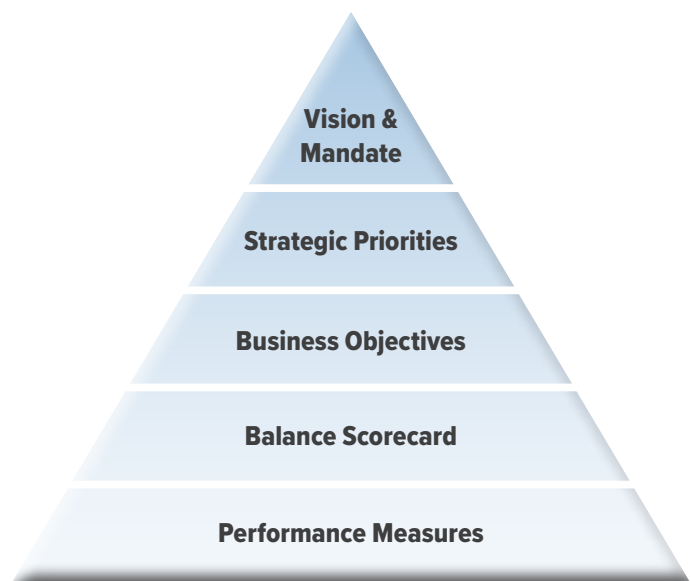 Vision &
Mandate
Strategic Priorities
Business Objectives
Balance Scorecard
Performance Measures